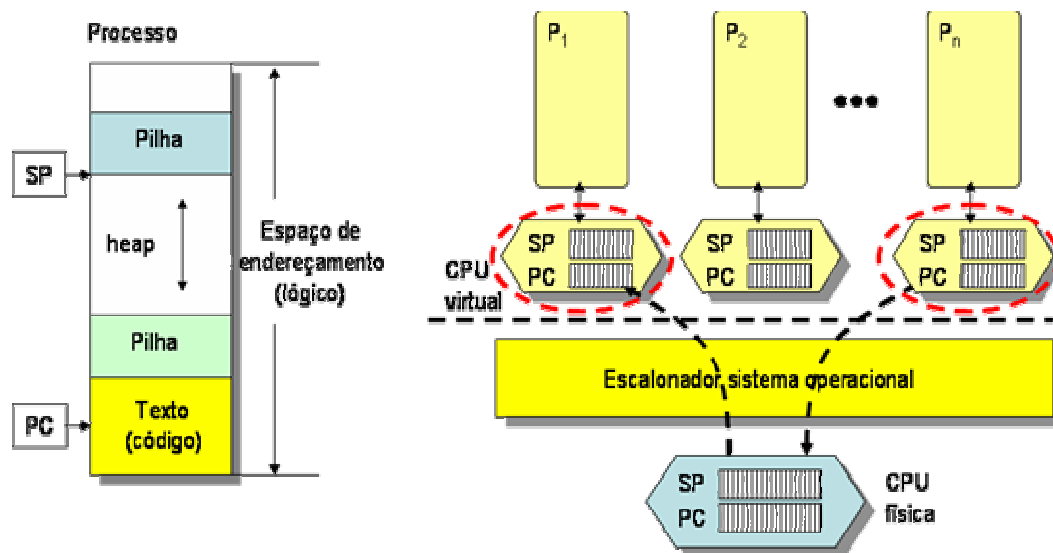 Processo
Pilha
SP
heap
Espaço de
endereçamento
(lógico)
Pilha
PC
Texto
(código)
P1
P2
Pn
•••
SP
PC
SP
PC
SP
PC
CPU
virtual
Escalonador sistema operacional
SP
PC
CPU
física